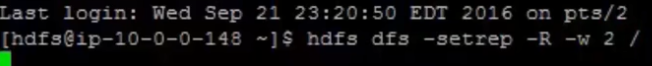 Last login: Wed Sep 21 23:20:50 EDT 2016 on pts/2
[hdfs@ip-10-0-0-148 ~]$ hdfs dfs -setrep -R -w 2 /